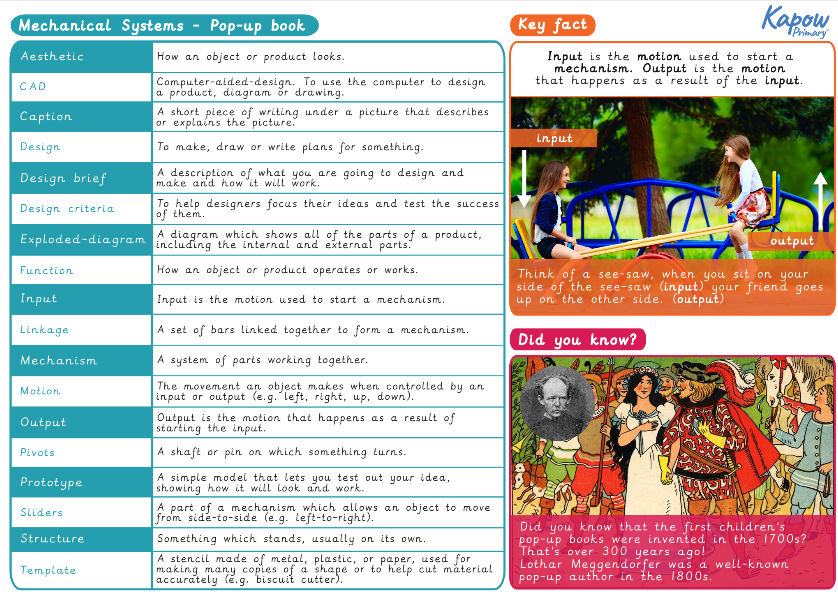 Mechanical Systems - Pop-up book
Aesthetic
How an object or product looks.
CAD
Computer-aided-design. To use the computer to design
a product, diagram or drawing.
Caption
A short piece of writing under a picture that describes
or explains the picture.
Design
To make, draw or write plans for something.
Design brief
A description of what you are going to design and
make and how it will work.
Design criteria
To help designers focus their ideas and test the success
of them.
Exploded-diagram
A diagram which shows all of the parts of a product,
including the internal and external parts.
Function
How an object or product operates or works.
Input
Input is the motion used to start a mechanism.
Linkage
A set of bars linked together to form a mechanism.
Mechanism
A system of parts working together.
Motion
The movement an object makes when controlled by an
input or output (e.g. left, right, up, down).
Output
Output is the motion that happens as a result of
starting the input.
Pivots
A shaft or pin on which something turns.
Prototype
A simple model that lets you test out your idea,
showing how it will look and work.
Sliders
A part of a mechanism which allows an object to move
from side-to-side (e.g. left-to-right).
Structure
Something which stands, usually on its own.
Template
A stencil made of metal, plastic, or paper, used for
making many copies of a shape or to help cut material
accurately (e.g. biscuit cutter).
Key fact
Kapow
Primary™
Input is the motion used to start a
mechanism. Output is the motion
that happens as a result of the input.
input
output
Think of a see-saw, when you sit on your
side of the see-saw (input) your friend goes
up on the other side. (output)
Did you know?
Did you know that the first children's
pop-up books were invented in the 1700s?
That's over 300 years ago!
Lothar Meggendorfer was a well-known
pop-up author in the 1800s.